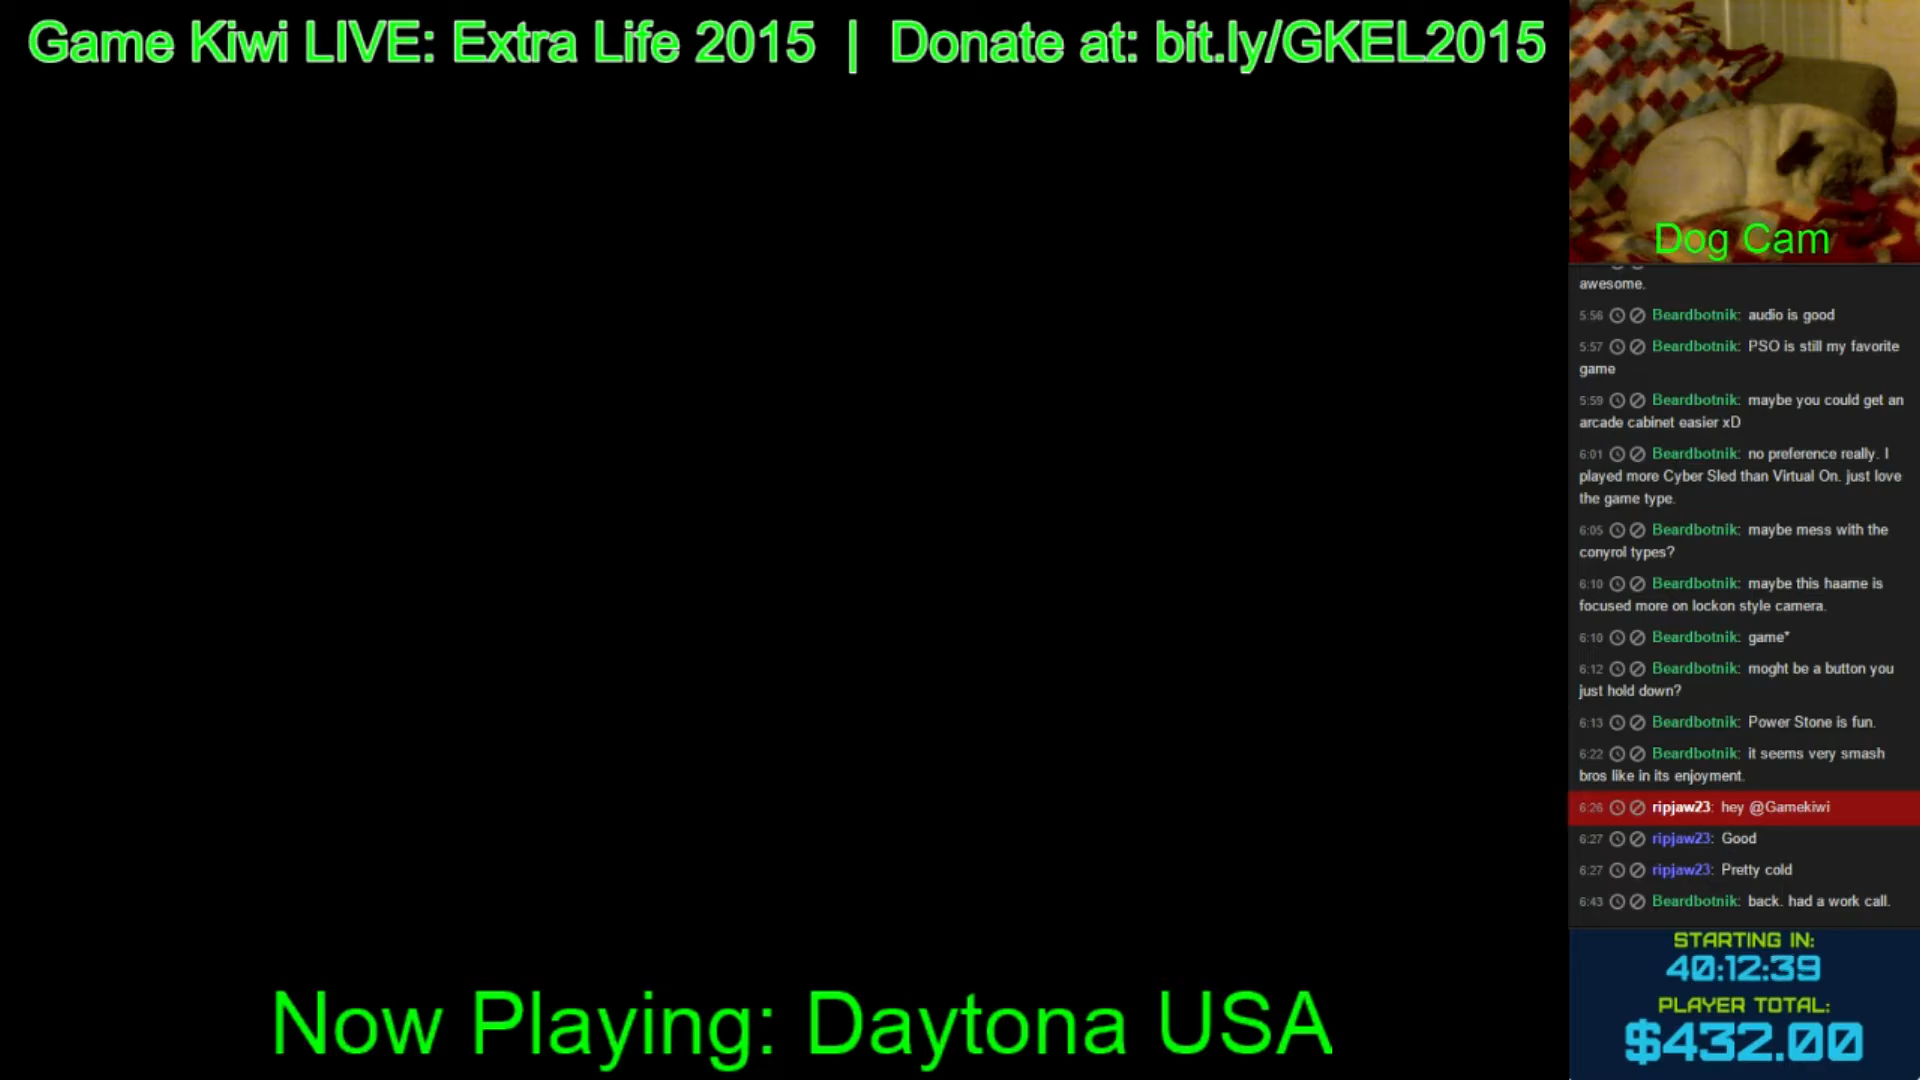 Game Kiwi LIVE: Extra Life 2015 | Donate at: bit.ly/GKEL2015
Dog Cam
awesome.
5:56 Beardbotnik: audio is good
5:57 Beardbotnik: PSO is still my favorite
game
5:59 Beardbotnik: maybe you could get an
arcade cabinet easier xD
6:01 Beardbotnik: no preference really. I
played more Cyber Sled than Virtual On. just love
the game type.
6:05 Beardbotnik: maybe mess with the
conyrol types?
6:10 Beardbotnik: maybe this haame is
focused more on lockon style camera.
6:10 Beardbotnik: game*
6:12 Beardbotnik: moght be a button you
just hold down?
6:13 Beardbotnik: Power Stone is fun.
6:22 Beardbotnik: it seems very smash
bros like in its enjoyment.
6:26 ripjaw23: hey @Gamekiwi
6:27 ripjaw23: Good
6:27 ripjaw23: Pretty cold
6:43 Beardbotnik: back. had a work call.
STARTING IN:
40:12:39
PLAYER TOTAL:
$432.00
Now Playing: Daytona USA